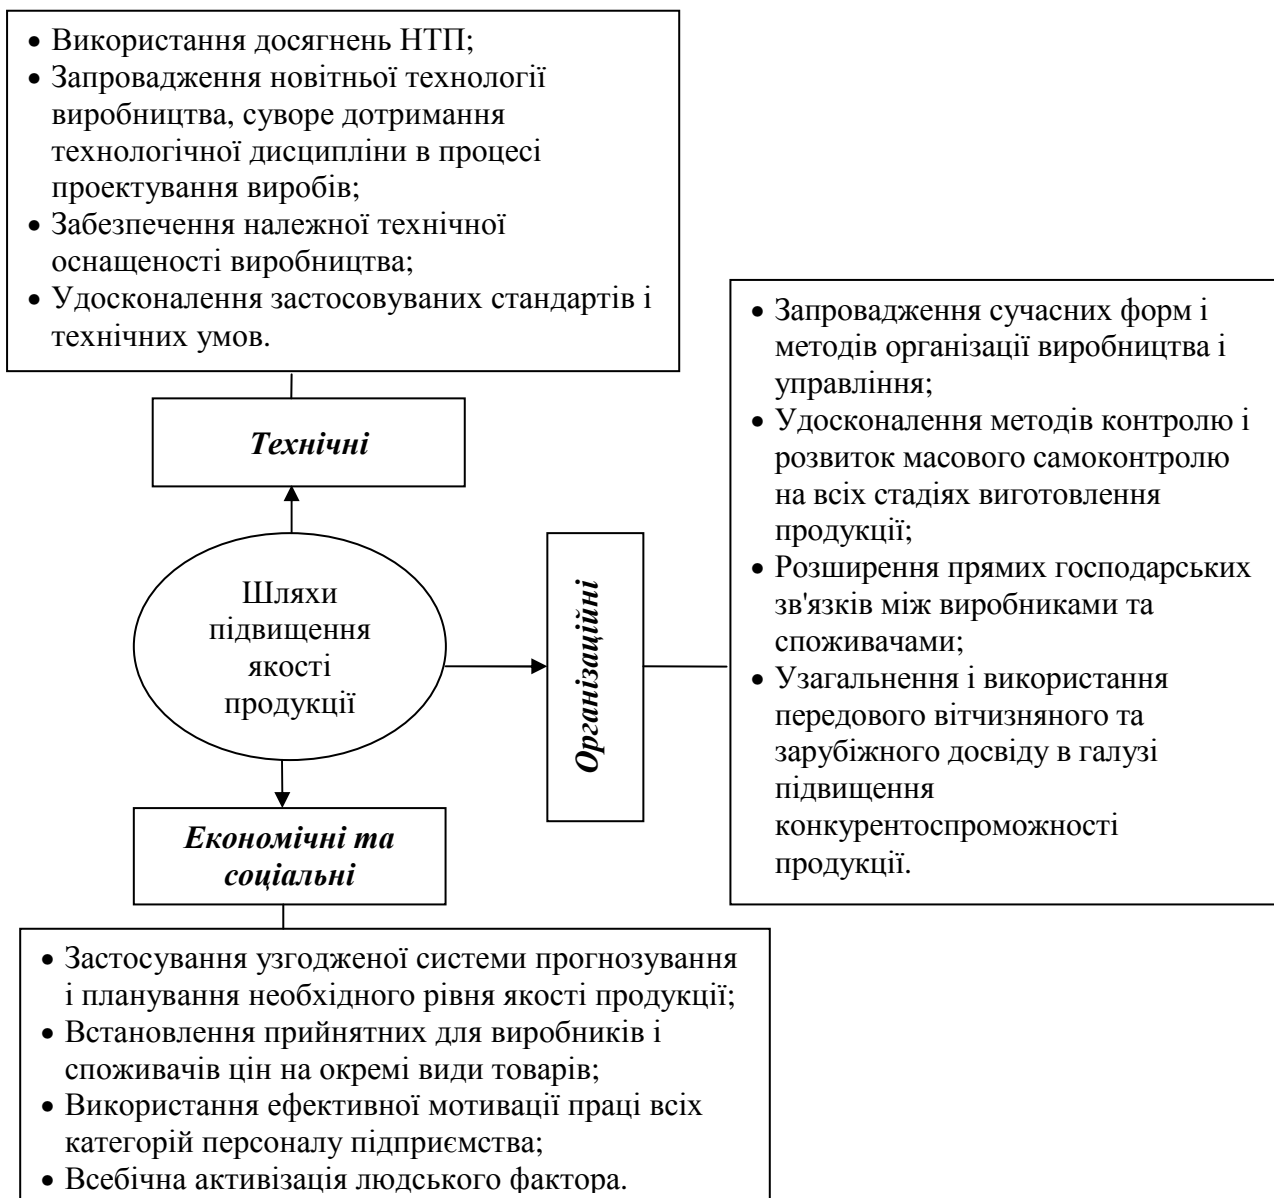 • Використання досягнень НТП;
• Запровадження новітньої технології
виробництва, суворе дотримання
технологічної дисципліни в процесі
проектування виробів;
• Забезпечення належної технічної
оснащеності виробництва;
• Удосконалення застосовуваних стандартів і
технічних умов.
Технічні
Шляхи
підвищення
якості
продукції
Організаційні
• Запровадження сучасних форм і
методів організації виробництва і
управління;
• Удосконалення методів контролю і
розвиток масового самоконтролю
на всіх стадіях виготовлення
продукції;
• Розширення прямих господарських
зв'язків між виробниками та
споживачами;
• Узагальнення і використання
передового вітчизняного та
зарубіжного досвіду в галузі
підвищення
конкурентоспроможності
продукції.
Економічні та
соціальні
• Застосування узгодженої системи прогнозування
і планування необхідного рівня якості продукції;
• Встановлення прийнятних для виробників і
споживачів цін на окремі види товарів;
• Використання ефективної мотивації праці всіх
категорій персоналу підприємства;
• Всебічна активізація людського фактора.